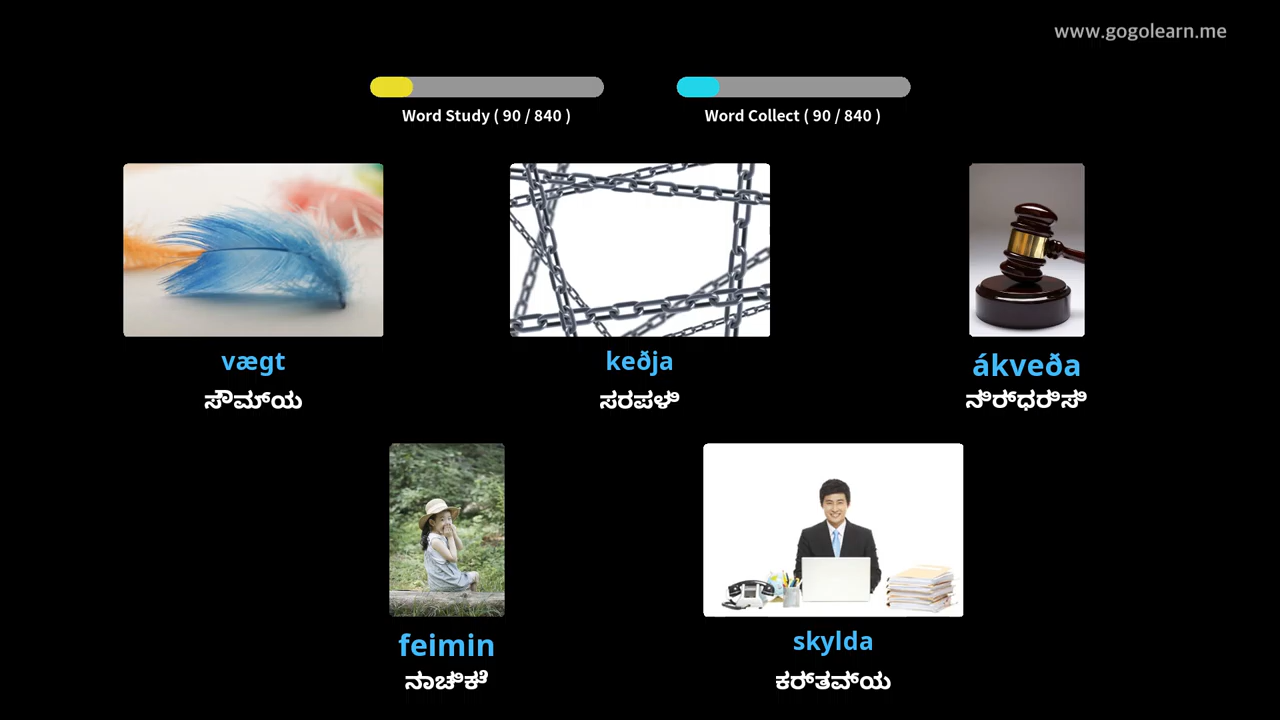 www.gogolearn.me
Word Study ( 90 / 840 )
Word Collect ( 90 / 840 )
vægt
ಸೌಮ್ಯ
keðja
ಸರಪಳಿ
ákveða
ನಿರ್ಧರಿಸಿ
feimin
ನಾಚಿಕೆ
skylda
ಕರ್ತವ್ಯ